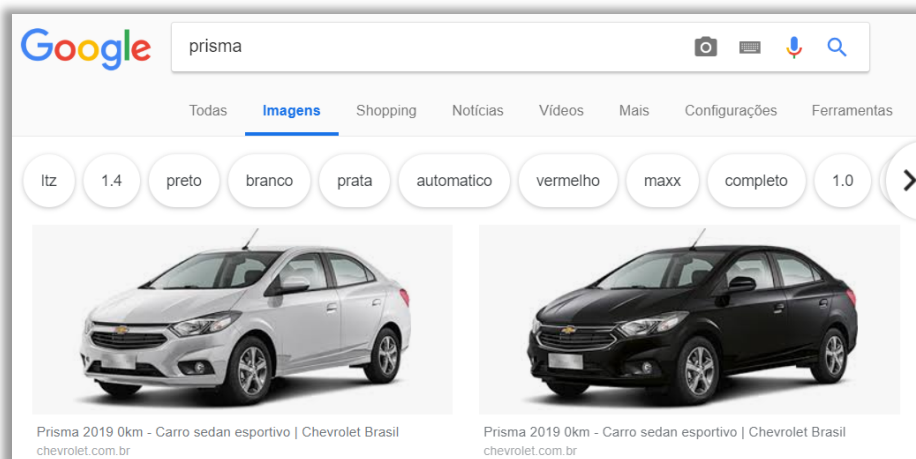 Google prisma
Todas Imagens Shopping Notícias Vídeos Mais Configurações Ferramentas
ltz 1.4 preto branco prata automatico vermelho maxx completo 1.0
Prisma 2019 0km - Carro sedan esportivo | Chevrolet Brasil
chevrolet.com.br
Prisma 2019 0km - Carro sedan esportivo | Chevrolet Brasil
chevrolet.com.br